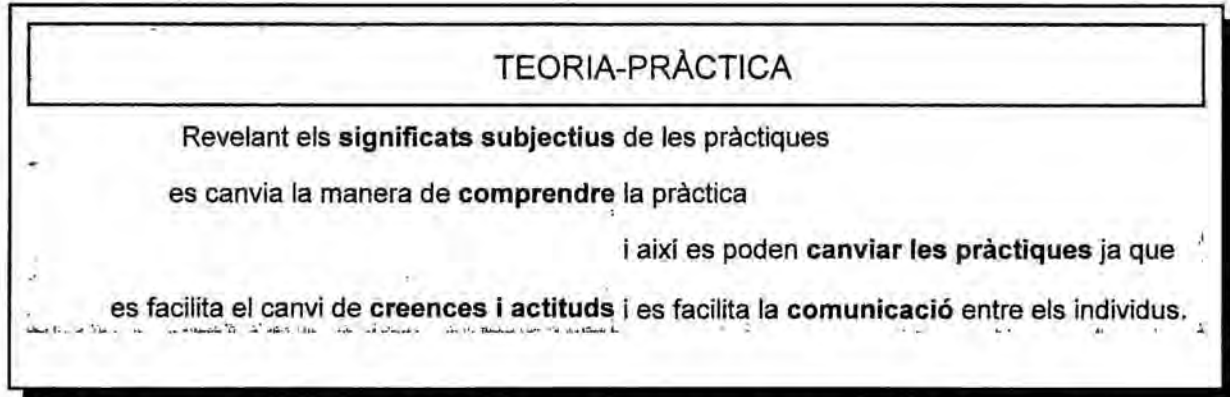 TEORIA-PRÀCTICA
Revelant els significats subjectius de les pràctiques
es canvia la manera de comprendre la pràctica
i així es poden canviar les pràctiques ja que
es facilita el canvi de creences i actituds i es facilita la comunicació entre els individus.